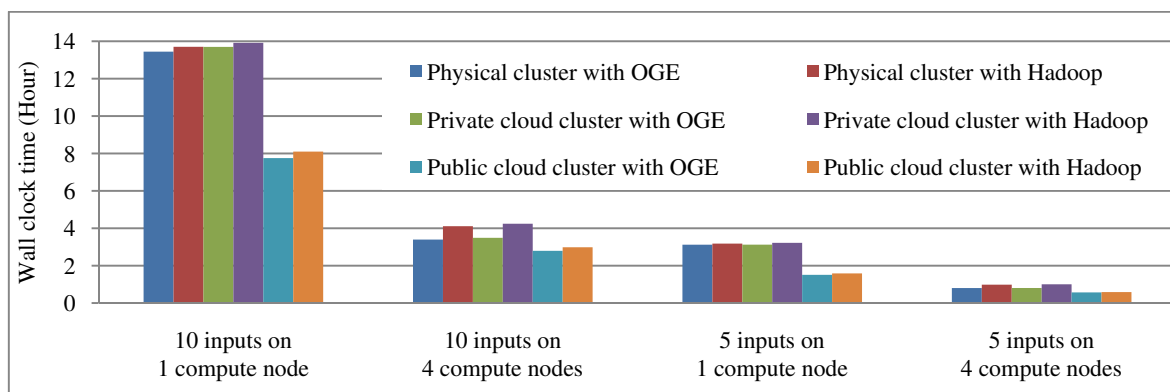 Wall clock time (Hour)
14
12
10
8
6
4
2
0
Physical cluster with OGE
Physical cluster with Hadoop
Private cloud cluster with OGE
Private cloud cluster with Hadoop
Public cloud cluster with OGE
Public cloud cluster with Hadoop
10 inputs on
1 compute node
10 inputs on
4 compute nodes
5 inputs on
1 compute node
5 inputs on
4 compute nodes